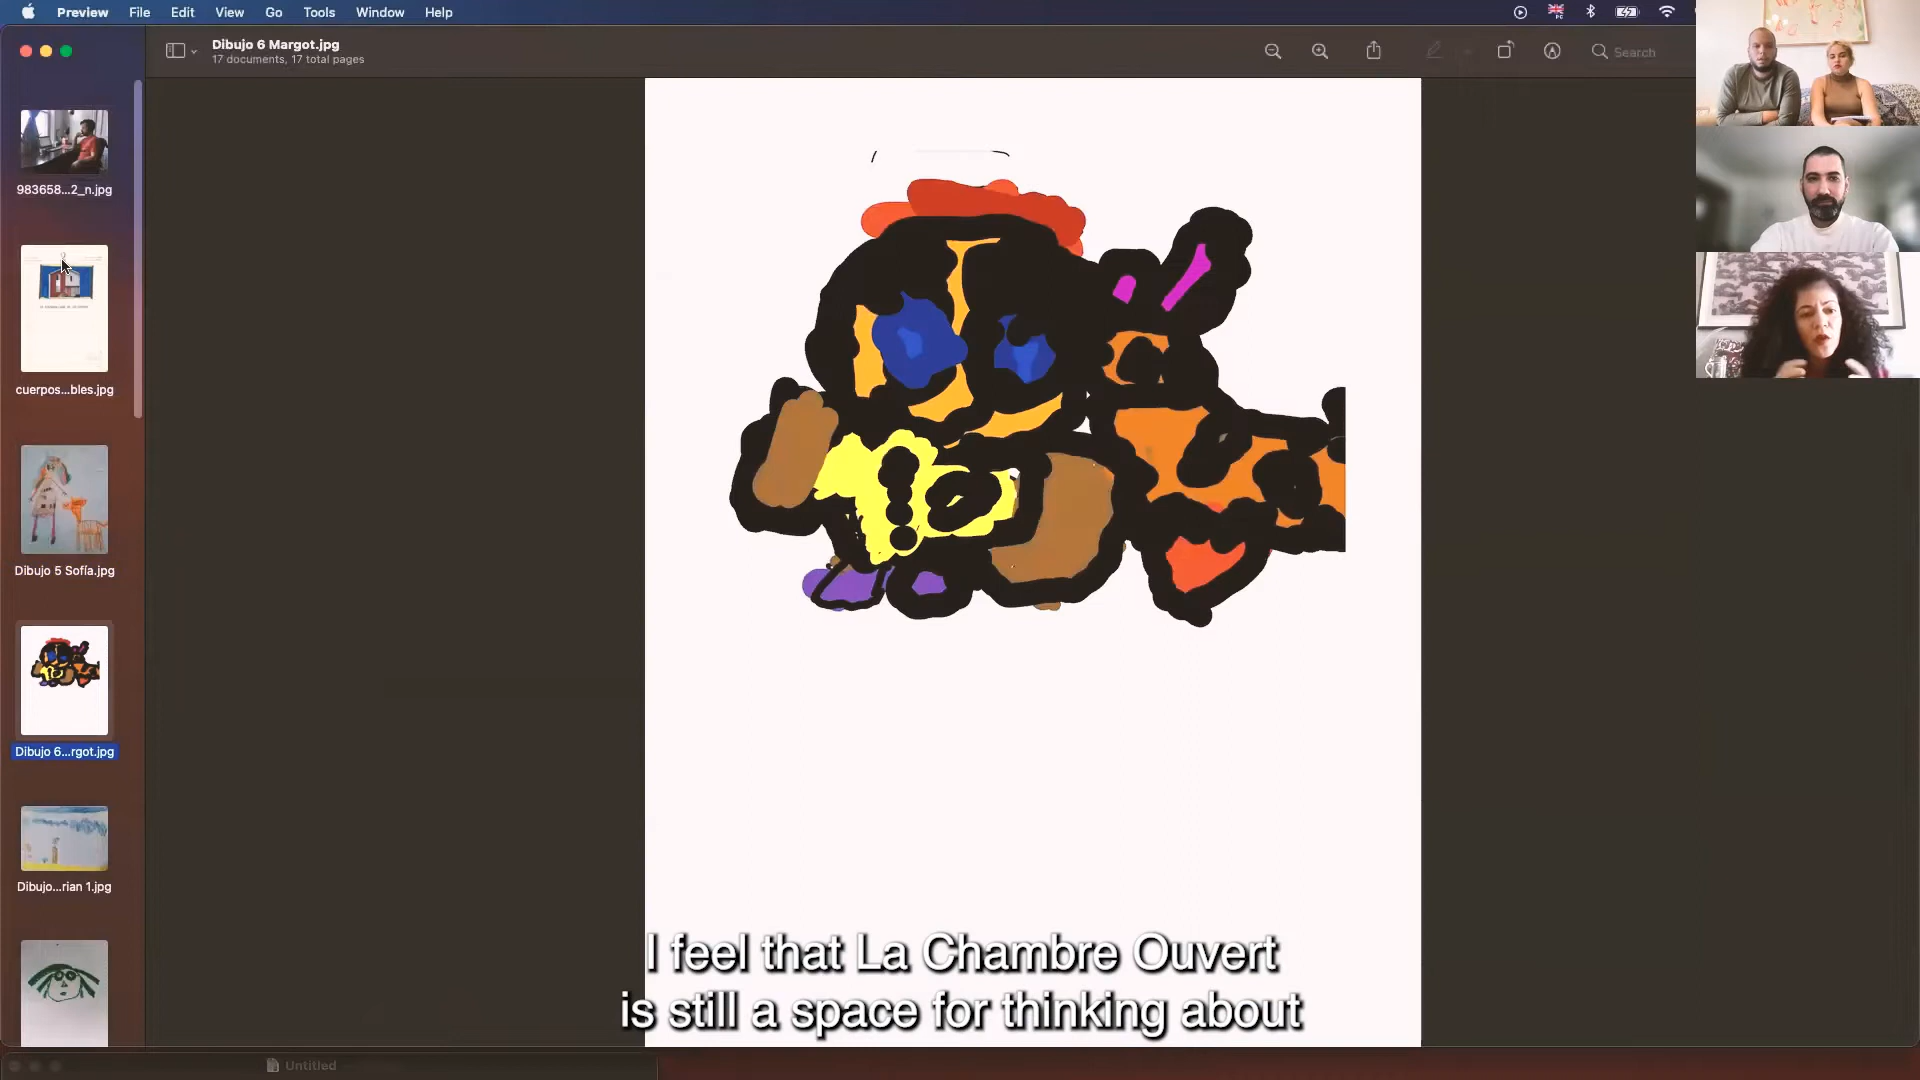 Preview File Edit View Go Tools Window Help
Dibujo 6 Margot.jpg
17 documents, 17 total pages
Search
983658...2_n.jpg
cuerpos...bles.jpg
Dibujo 5 Sofía.jpg
Dibujo 6...rgot.jpg
Dibujo...rian 1.jpg
I feel that La Chambre Ouvert
is still a space for thinking about
Untitled